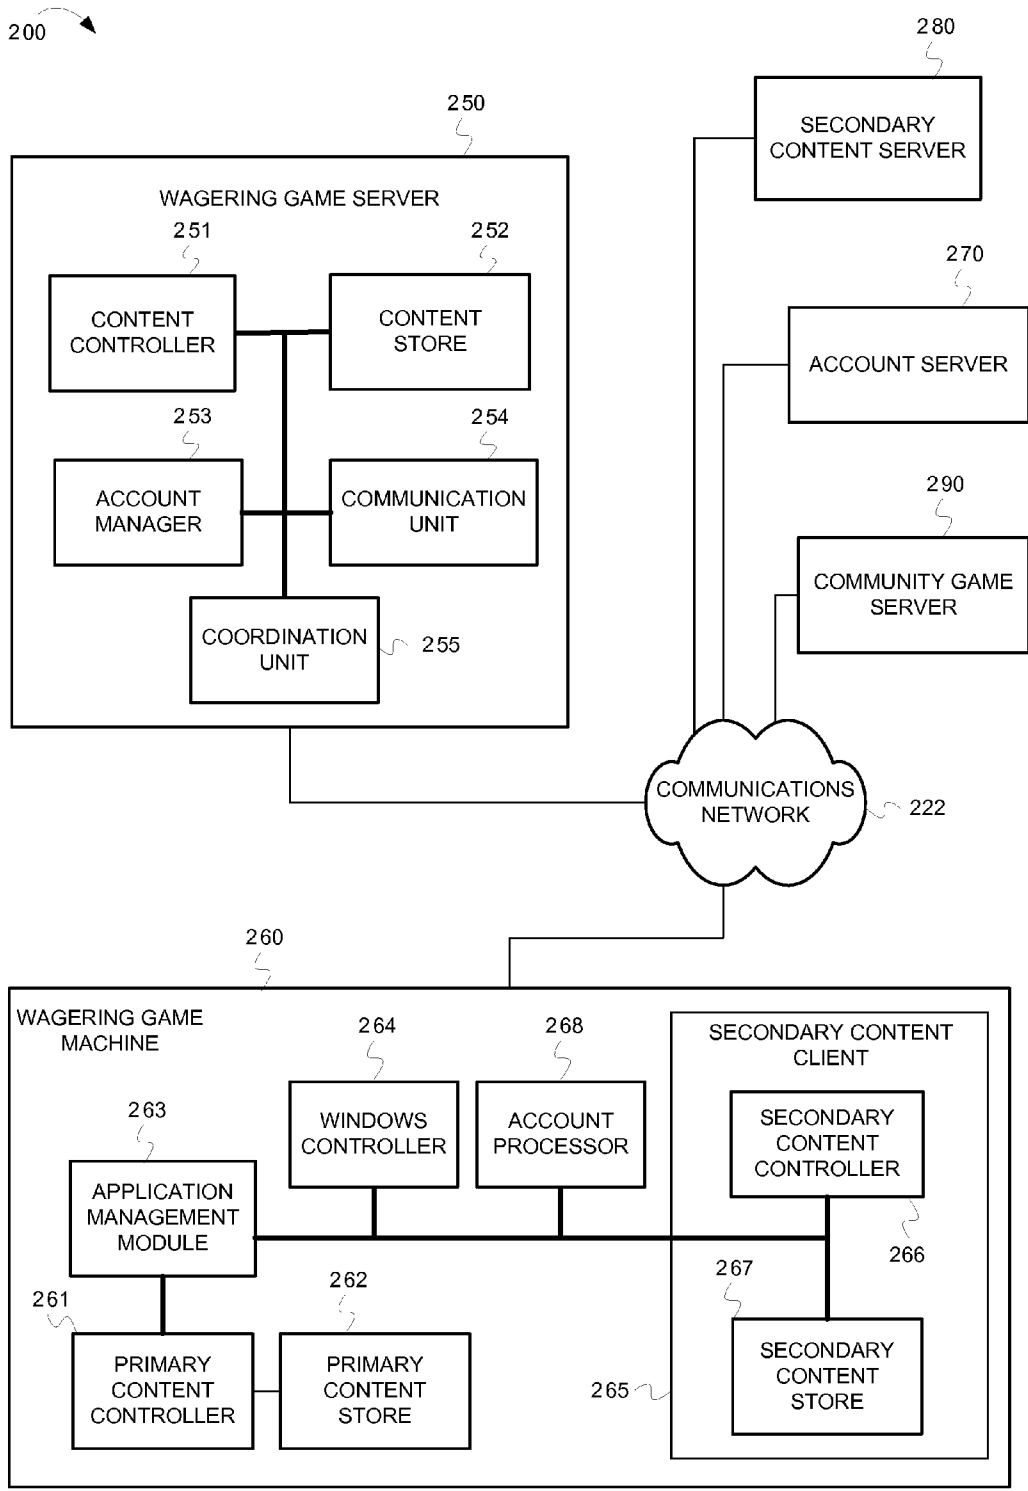 200
280
SECONDARY
CONTENT SERVER
250
WAGERING GAME SERVER
251
CONTENT
CONTROLLER
252
CONTENT
STORE
253
ACCOUNT
MANAGER
254
COMMUNICATION
UNIT
COORDINATION
UNIT
255
270
ACCOUNT SERVER
290
COMMUNITY GAME
SERVER
COMMUNICATIONS
NETWORK
222
260
WAGERING GAME
MACHINE
264
WINDOWS
CONTROLLER
268
ACCOUNT
PROCESSOR
SECONDARY CONTENT
CLIENT
SECONDARY
CONTENT
CONTROLLER
266
263
APPLICATION
MANAGEMENT
MODULE
261
PRIMARY
CONTENT
CONTROLLER
262
PRIMARY
CONTENT
STORE
267
SECONDARY
CONTENT
STORE
265